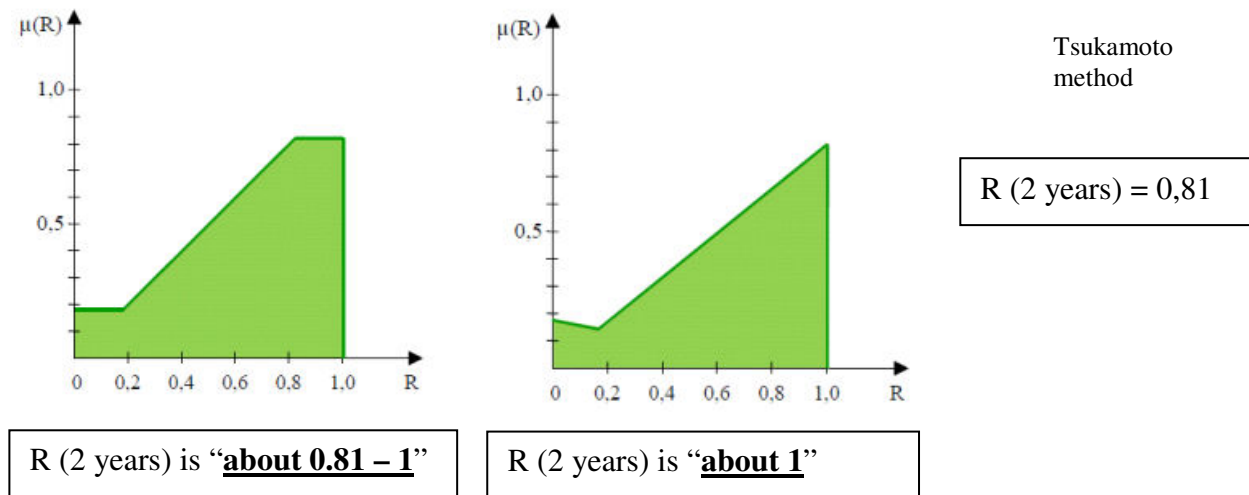 μ(R)
1,0
0,5
0 0,2 0,4 0,6 0,8 1,0 R
R (2 years) is “about 0.81 – 1”
μ(R)
1,0
0,5
0 0,2 0,4 0,6 0,8 1,0 R
R (2 years) is “about 1”
Tsukamoto
method
R (2 years) = 0,81